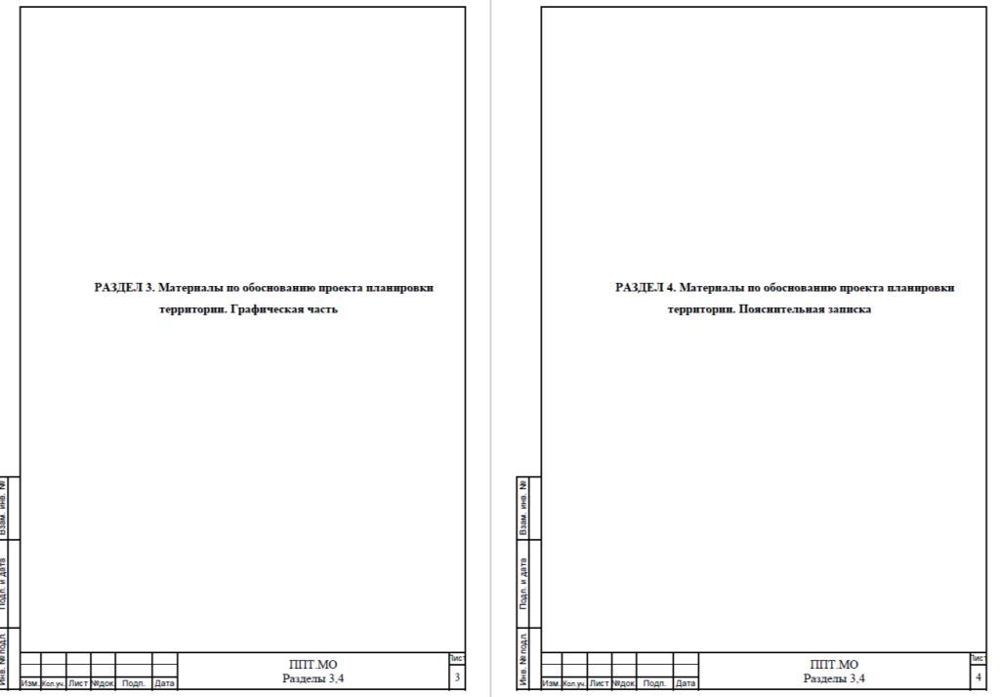 РАЗДЕЛ 3. Материалы по обоснованию проекта планировки
территории. Графическая часть
Взам. инв. №
Подп. и дата
Инв. № подл.
Изм. Кол.уч. Лист №док Подп. Дата
ППТ.МО
Разделы 3,4
Лист
3
РАЗДЕЛ 4. Материалы по обоснованию проекта планировки
территории. Пояснительная записка
Взам. инв. №
Подп. и дата
Инв. № подл.
Изм. Кол.уч. Лист №док Подп. Дата
ППТ.МО
Разделы 3,4
Лист
4